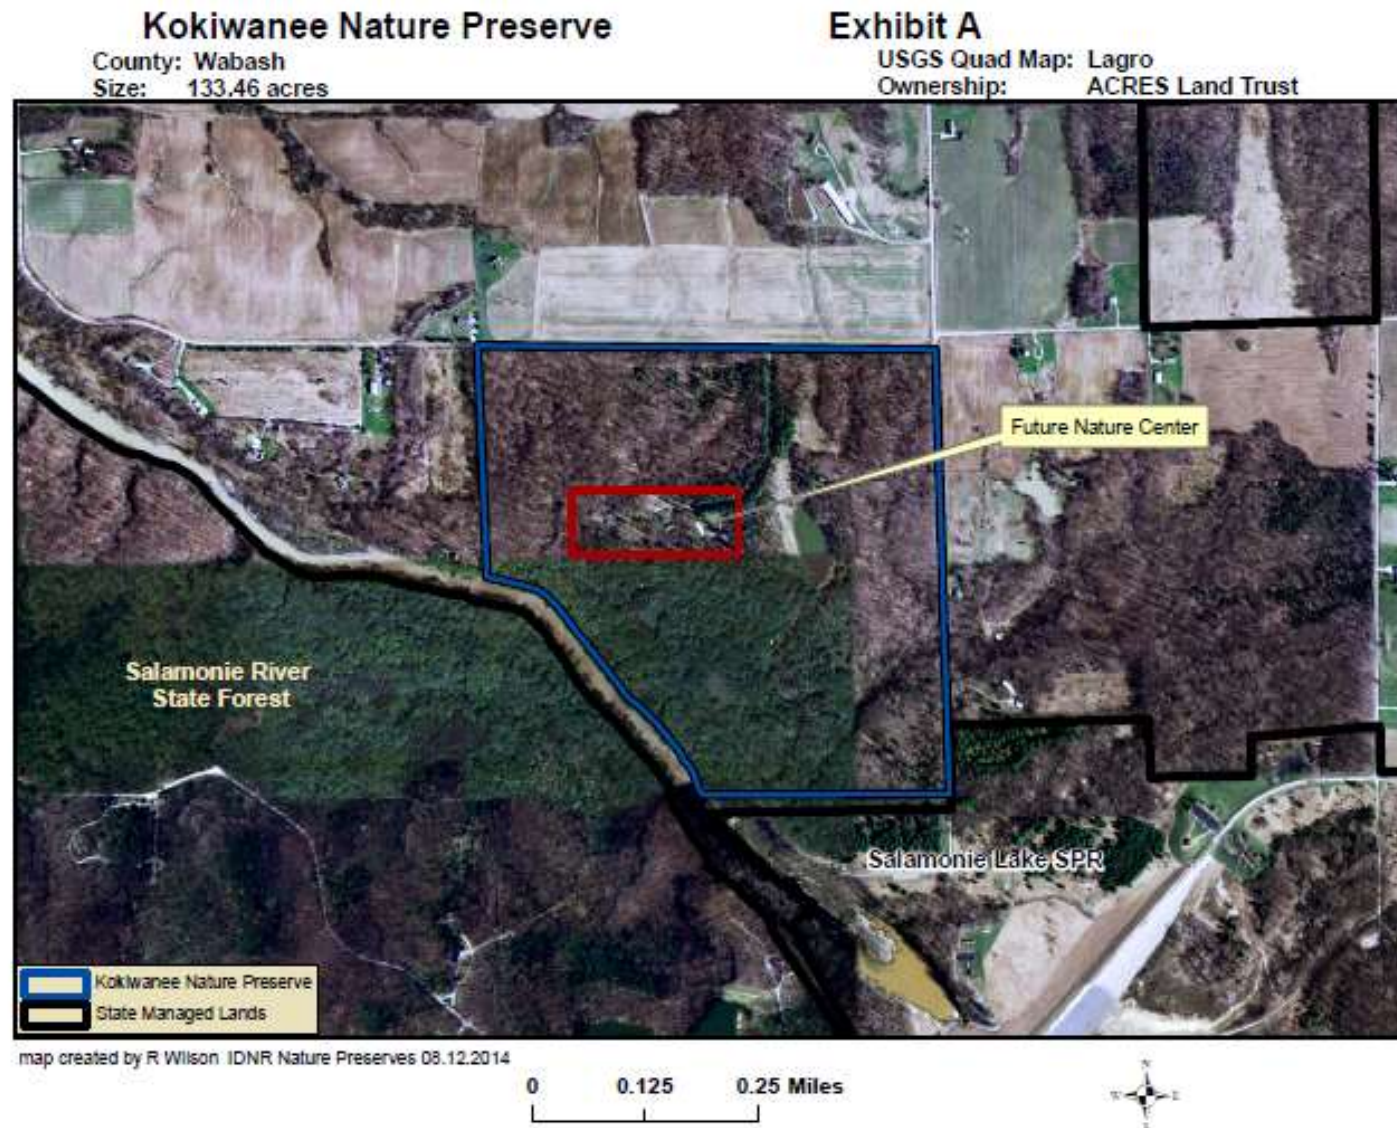 Kokiwanee Nature Preserve
Exhibit A
County: Wabash
Size: 133.46 acres
USGS Quad Map: Lagro
Ownership: ACRES Land Trust
Future Nature Center
Salamonie River
State Forest
Salamonie Lake SPR
Kokiwanee Nature Preserve
State Managed Lands
map created by R Wilson IDNR Nature Preserves 08.12.2014
0 0.125 0.25 Miles
N
W E